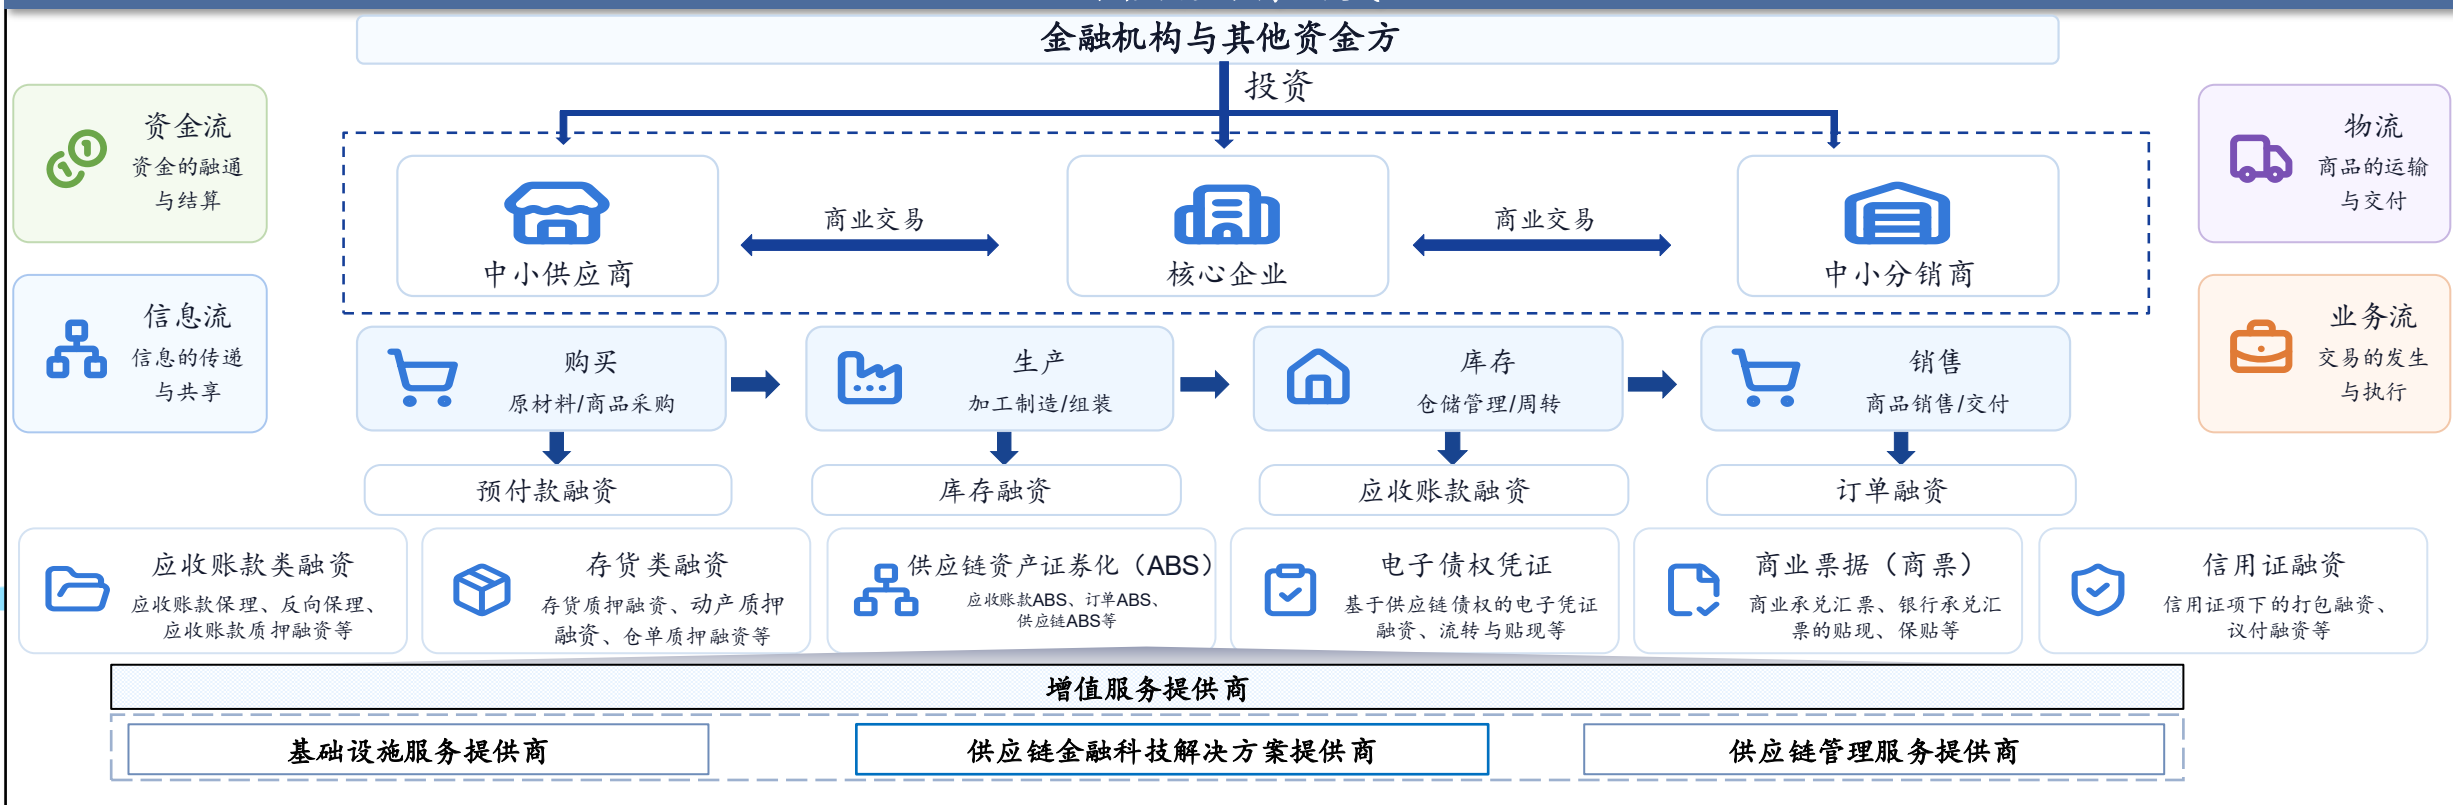 金融机构与其他资金方
投资
资金流
资金的融通
与结算
信息流
信息的传递
与共享
物流
商品的运输
与交付
业务流
交易的发生
与执行
中小供应商
商业交易
核心企业
商业交易
中小分销商
购买
原材料/商品采购
生产
加工制造/组装
库存
仓储管理/周转
销售
商品销售/交付
预付款融资
库存融资
应收账款融资
订单融资
应收账款类融资
应收账款保理、反向保理、
应收账款质押融资等
存货类融资
存货质押融资、动产质押
融资、仓单质押融资等
供应链资产证券化（ABS）
应收账款ABS、订单ABS、
供应链ABS等
电子债权凭证
基于供应链债权的电子凭证
融资、流转与贴现等
商业票据（商票）
商业承兑汇票、银行承兑汇
票的贴现、保贴等
信用证融资
信用证项下的打包融资、
议付融资等
增值服务提供商
基础设施服务提供商
供应链金融科技解决方案提供商
供应链管理服务提供商